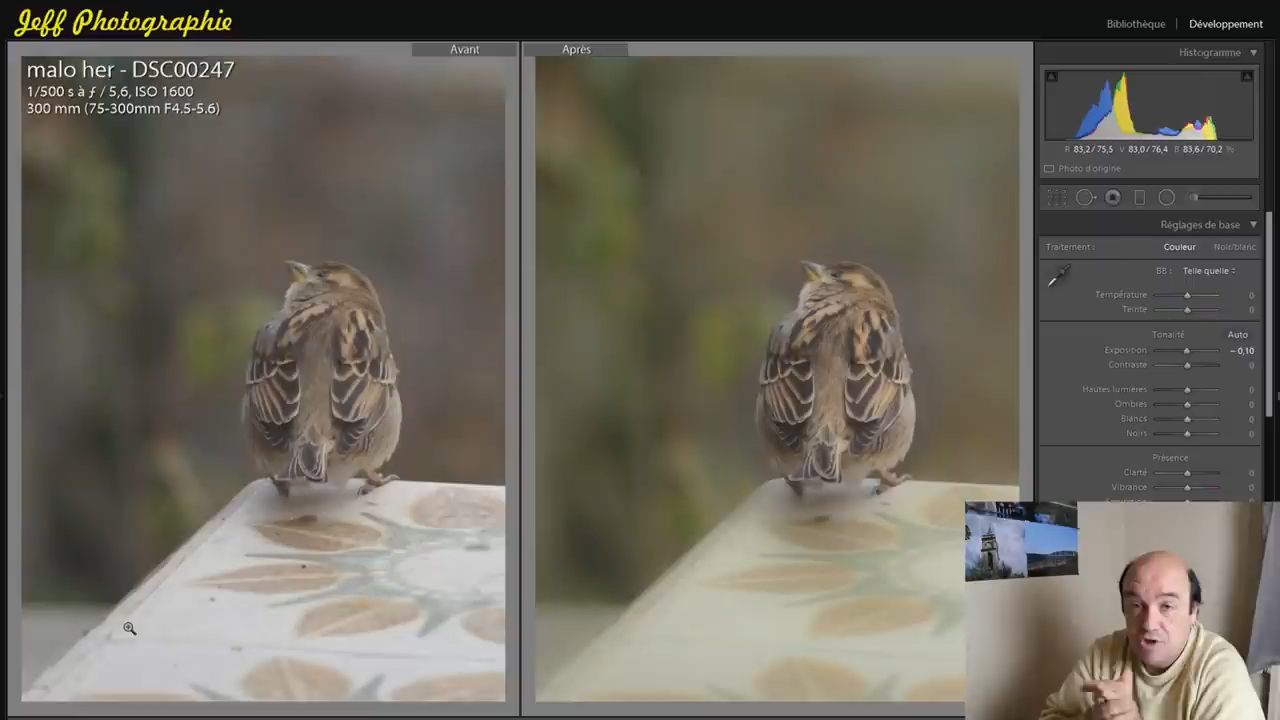 Jeff Photographie
Bibliothèque | Développement
Avant
Après
Histogramme
malo her - DSC00247
1/500 s à ƒ / 5,6, ISO 1600
300 mm (75-300mm F4.5-5.6)
R 83,2 / 75,5 V 83,0 / 76,4 B 83,6 / 70,2 %
Photo d'origine
Réglages de base
Traitement : Couleur Noir/blanc
BB : Telle quelle
Température 0
Teinte 0
Tonalité Auto
Exposition – 0,10
Contraste 0
Hautes lumières 0
Ombres 0
Blancs 0
Noirs 0
Présence
Clarté 0
Vibrance 0